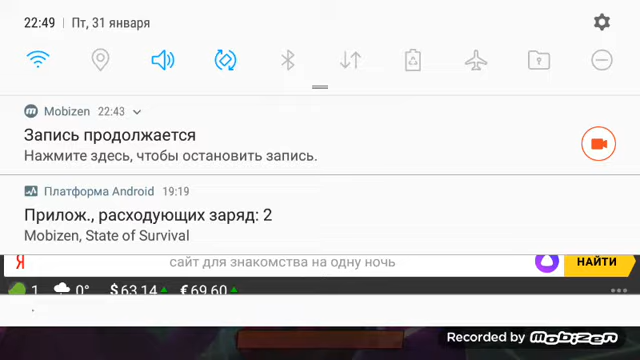 22:49 | Пт, 31 января
Mobizen 22:43
Запись продолжается
Нажмите здесь, чтобы остановить запись.
Платформа Android 19:19
Прилож., расходующих заряд: 2
Mobizen, State of Survival
Я сайт для знакомства на одну ночь НАЙТИ
1 0° $63,14 €69,60
Recorded by mobizen